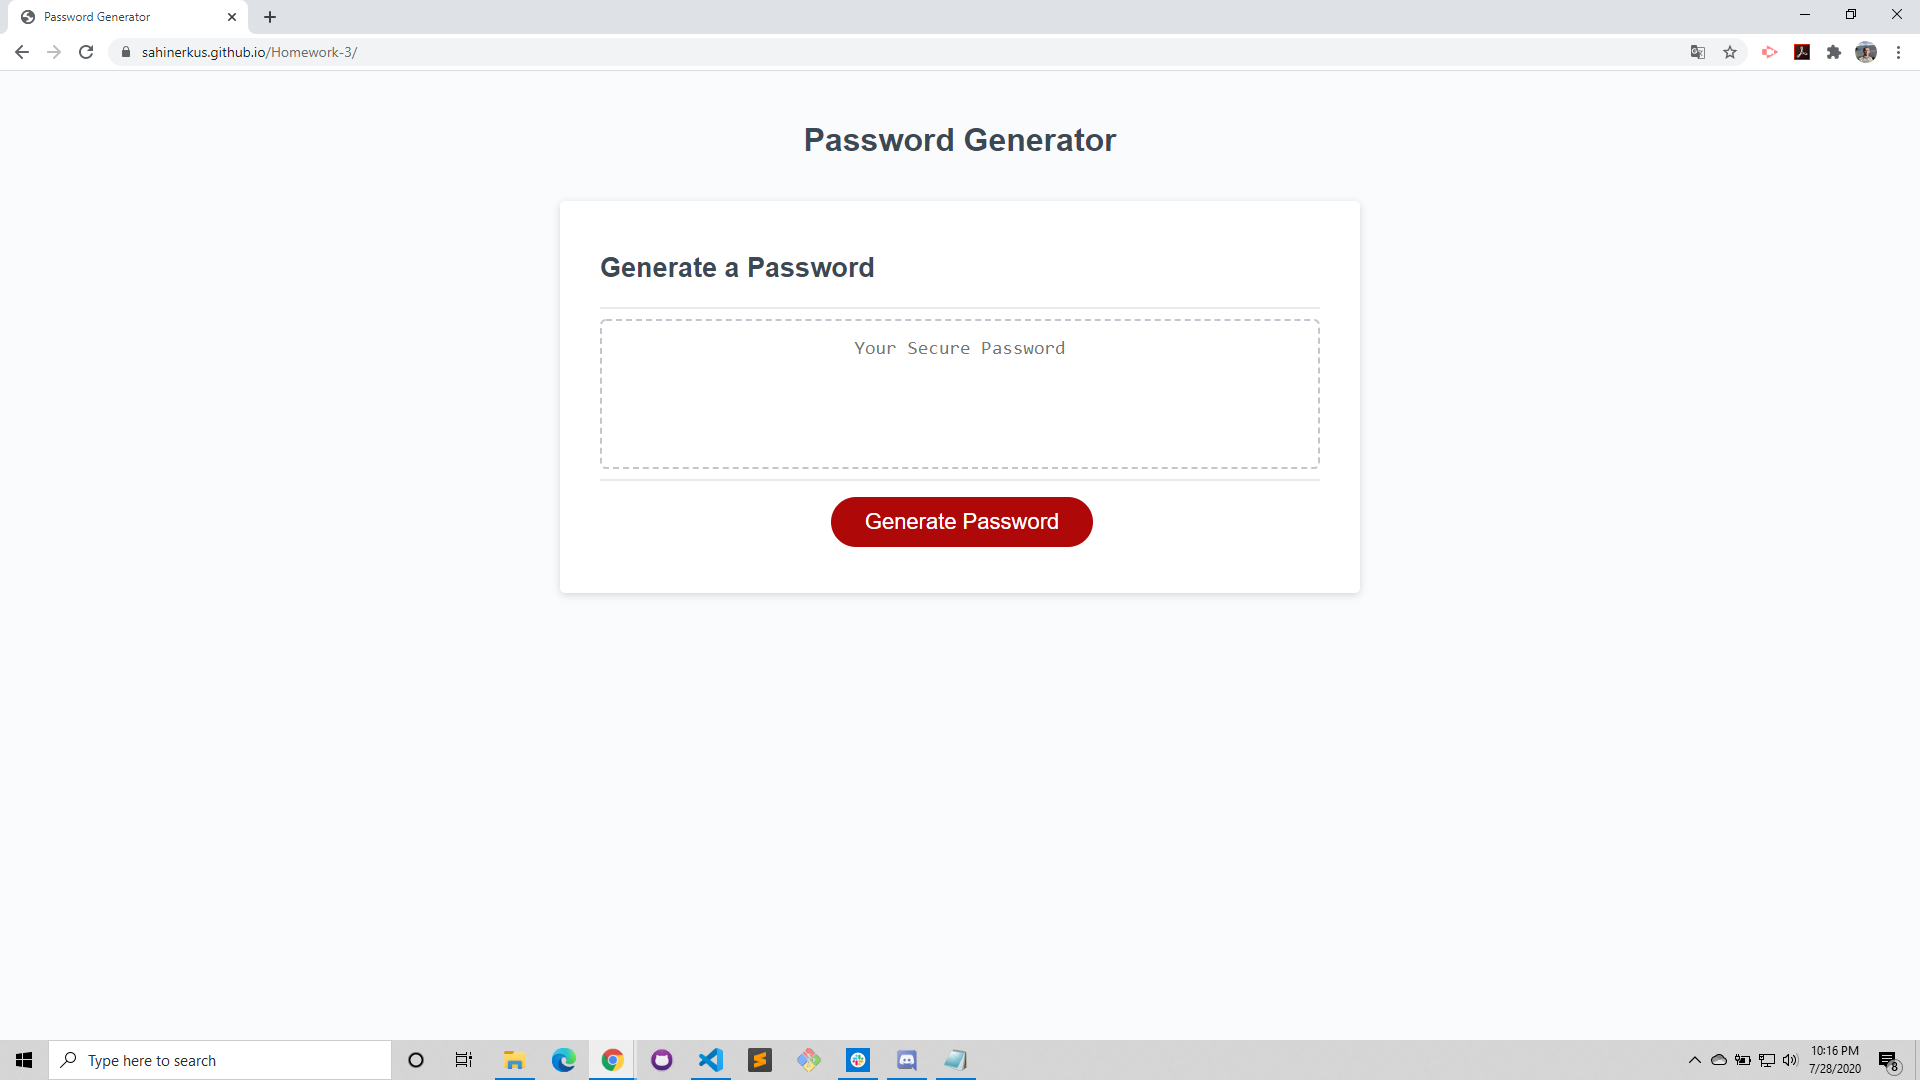 Password Generator
sahinerkus.github.io/Homework-3/
Password Generator
Generate a Password
Your Secure Password
Generate Password
Type here to search
10:16 PM
7/28/2020
8